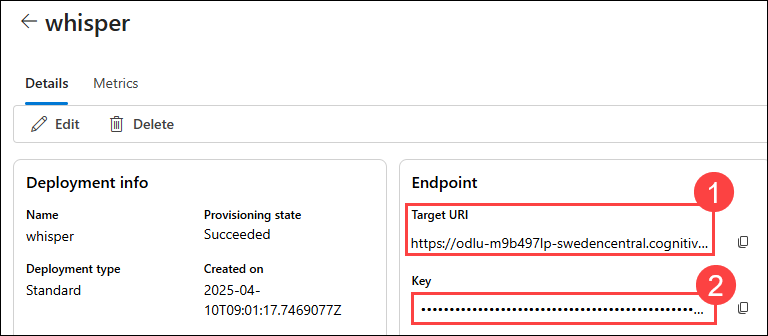 whisper
Details Metrics
Edit Delete
Deployment info
Name Provisioning state
whisper Succeeded
Deployment type Created on
Standard 2025-04-
10T09:01:17.7469077Z
Endpoint
1
Target URI
https://odlu-m9b497lp-swedencentral.cognitiv...
Key
2
••••••••••••••••••••••••••••••••••••••••••••••••...